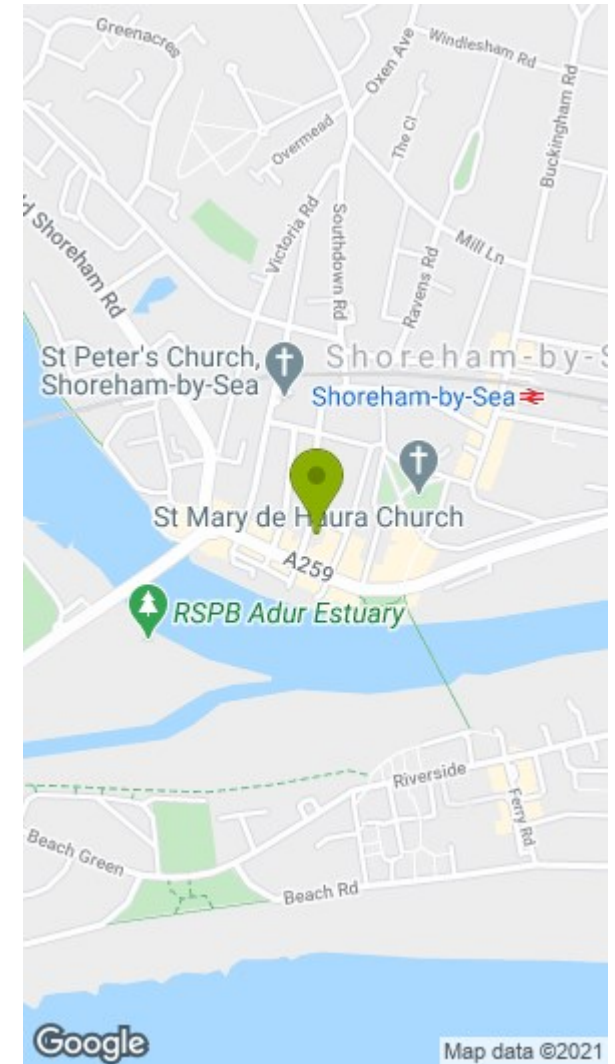 Greenacres
Windlesham Rd
Oxen Ave
Overmead
The Cl
Buckingham Rd
Victoria Rd
Southdown Rd
Mill Ln
Ravens Rd
d Shoreham Rd
St Peter's Church,
Shoreham-by-Sea
Shoreham-by-S
Shoreham-by-Sea
St Mary de Haura Church
A259
RSPB Adur Estuary
Riverside
Ferry Rd
Beach Green
Beach Rd
Google
Map data ©2021